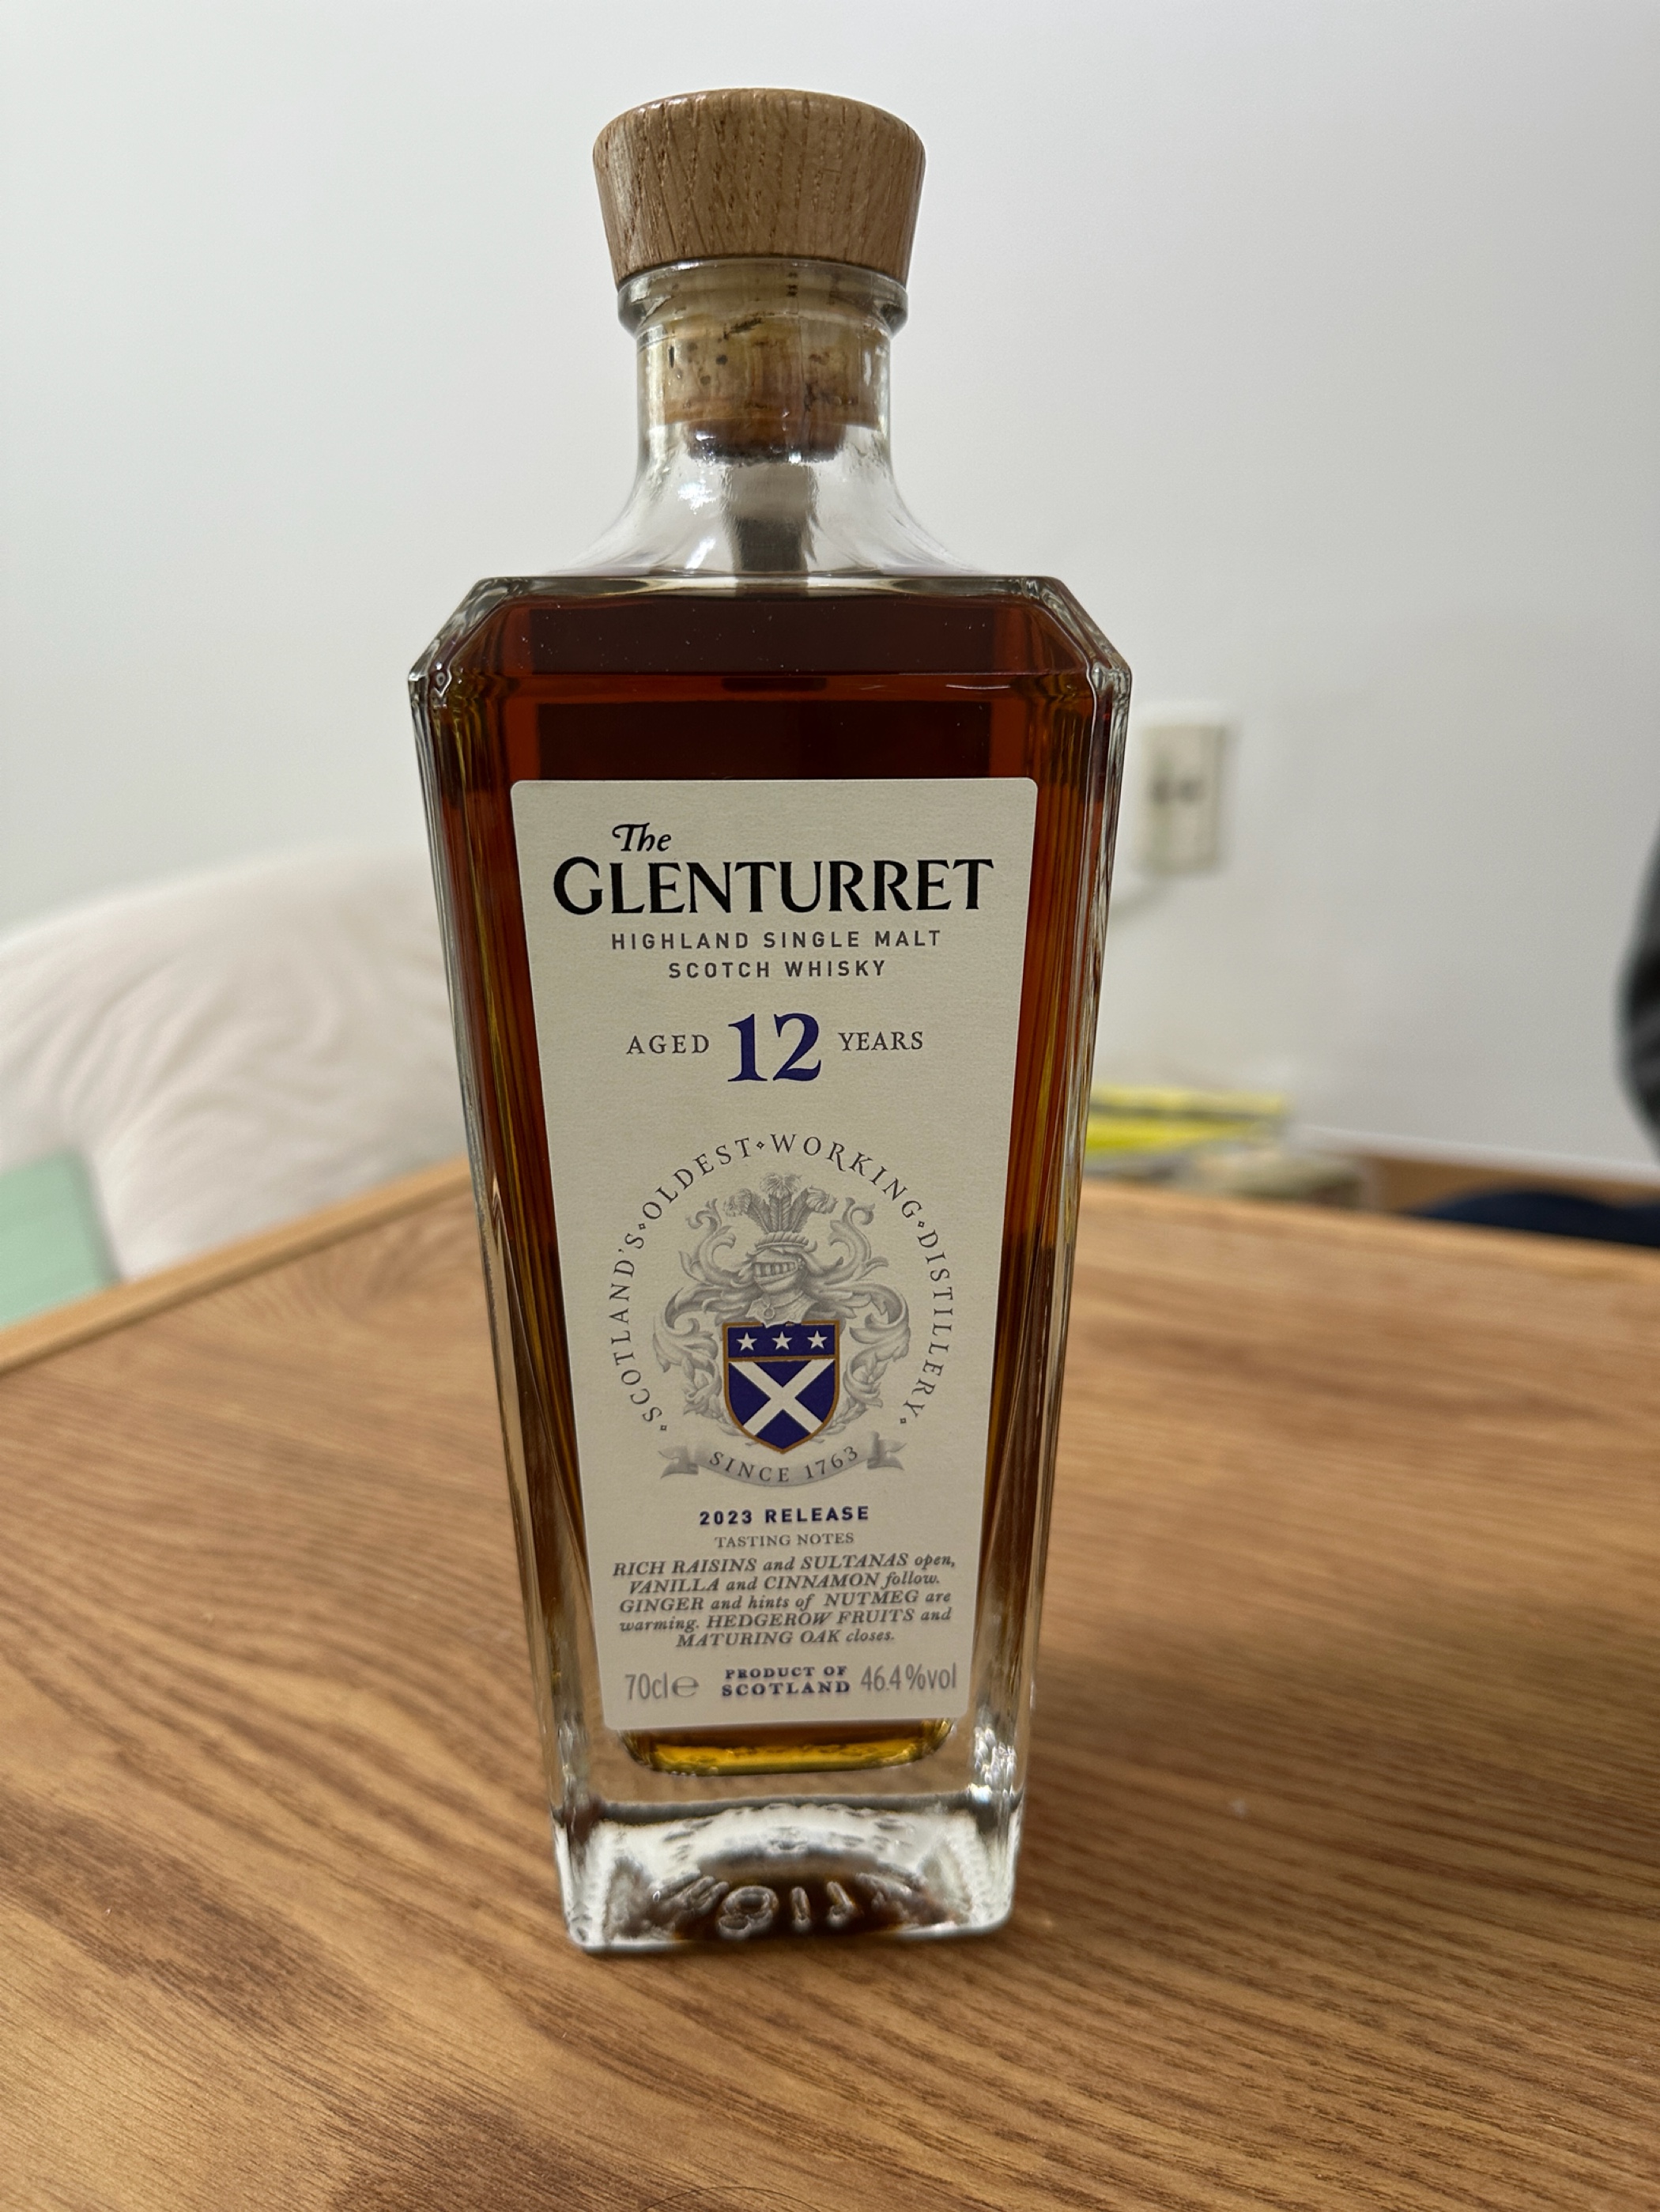 The
GLENTURRET
HIGHLAND SINGLE MALT
SCOTCH WHISKY
AGED 12 YEARS
SCOTLAND'S OLDEST WORKING DISTILLERY
SINCE 1763
2023 RELEASE
TASTING NOTES
RICH RAISINS and SULTANAS open,
VANILLA and CINNAMON follow.
GINGER and hints of NUTMEG are
warming. HEDGEROW FRUITS and
MATURING OAK closes.
70cl℮ PRODUCT OF SCOTLAND 46.4%vol